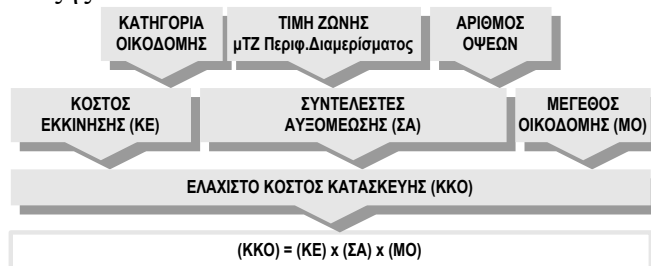 ΚΑΤΗΓΟΡΙΑ
ΟΙΚΟΔΟΜΗΣ
ΤΙΜΗ ΖΩΝΗΣ
μΤΖ Περιφ.Διαμερίσματος
ΑΡΙΘΜΟΣ
ΟΨΕΩΝ
ΚΟΣΤΟΣ
ΕΚΚΙΝΗΣΗΣ (ΚΕ)
ΣΥΝΤΕΛΕΣΤΕΣ
ΑΥΞΟΜΕΩΣΗΣ (ΣΑ)
ΜΕΓΕΘΟΣ
ΟΙΚΟΔΟΜΗΣ (ΜΟ)
ΕΛΑΧΙΣΤΟ ΚΟΣΤΟΣ ΚΑΤΑΣΚΕΥΗΣ (ΚΚΟ)
(ΚΚΟ) = (ΚΕ) x (ΣΑ) x (ΜΟ)